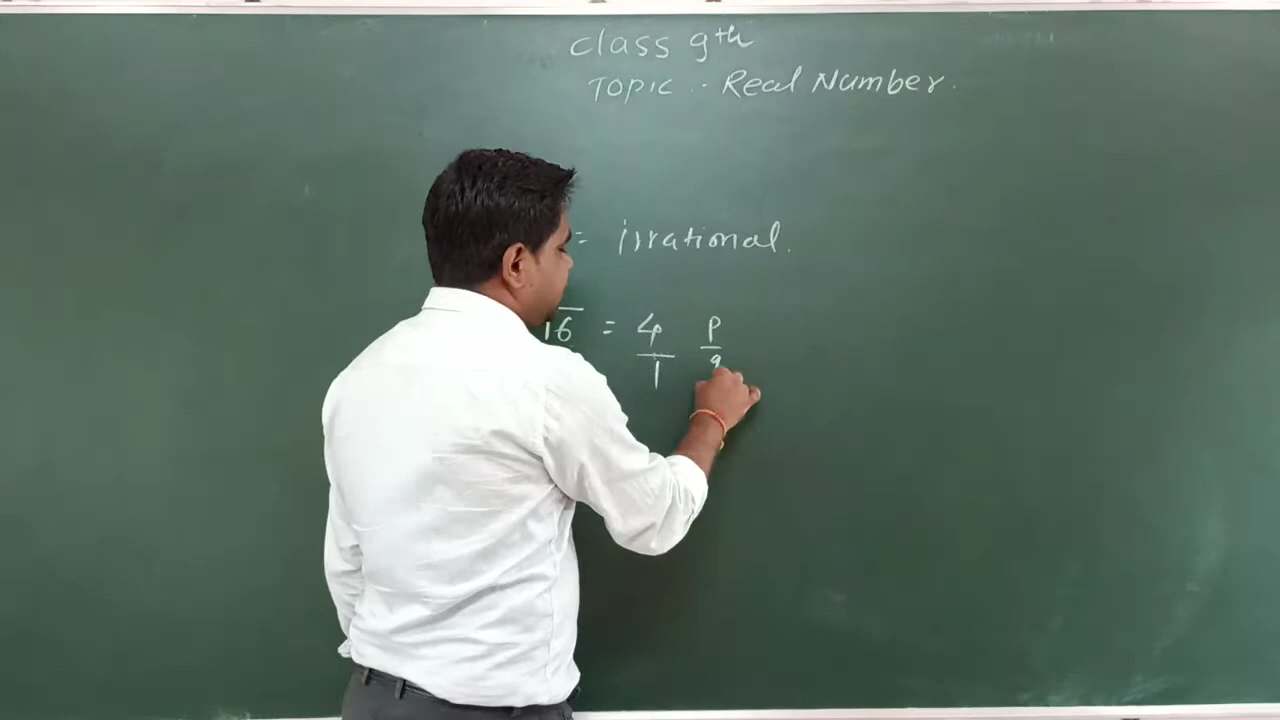 Class 9th
TOPIC :- Real Number.
= irrational.
16 = 4/1 p/q